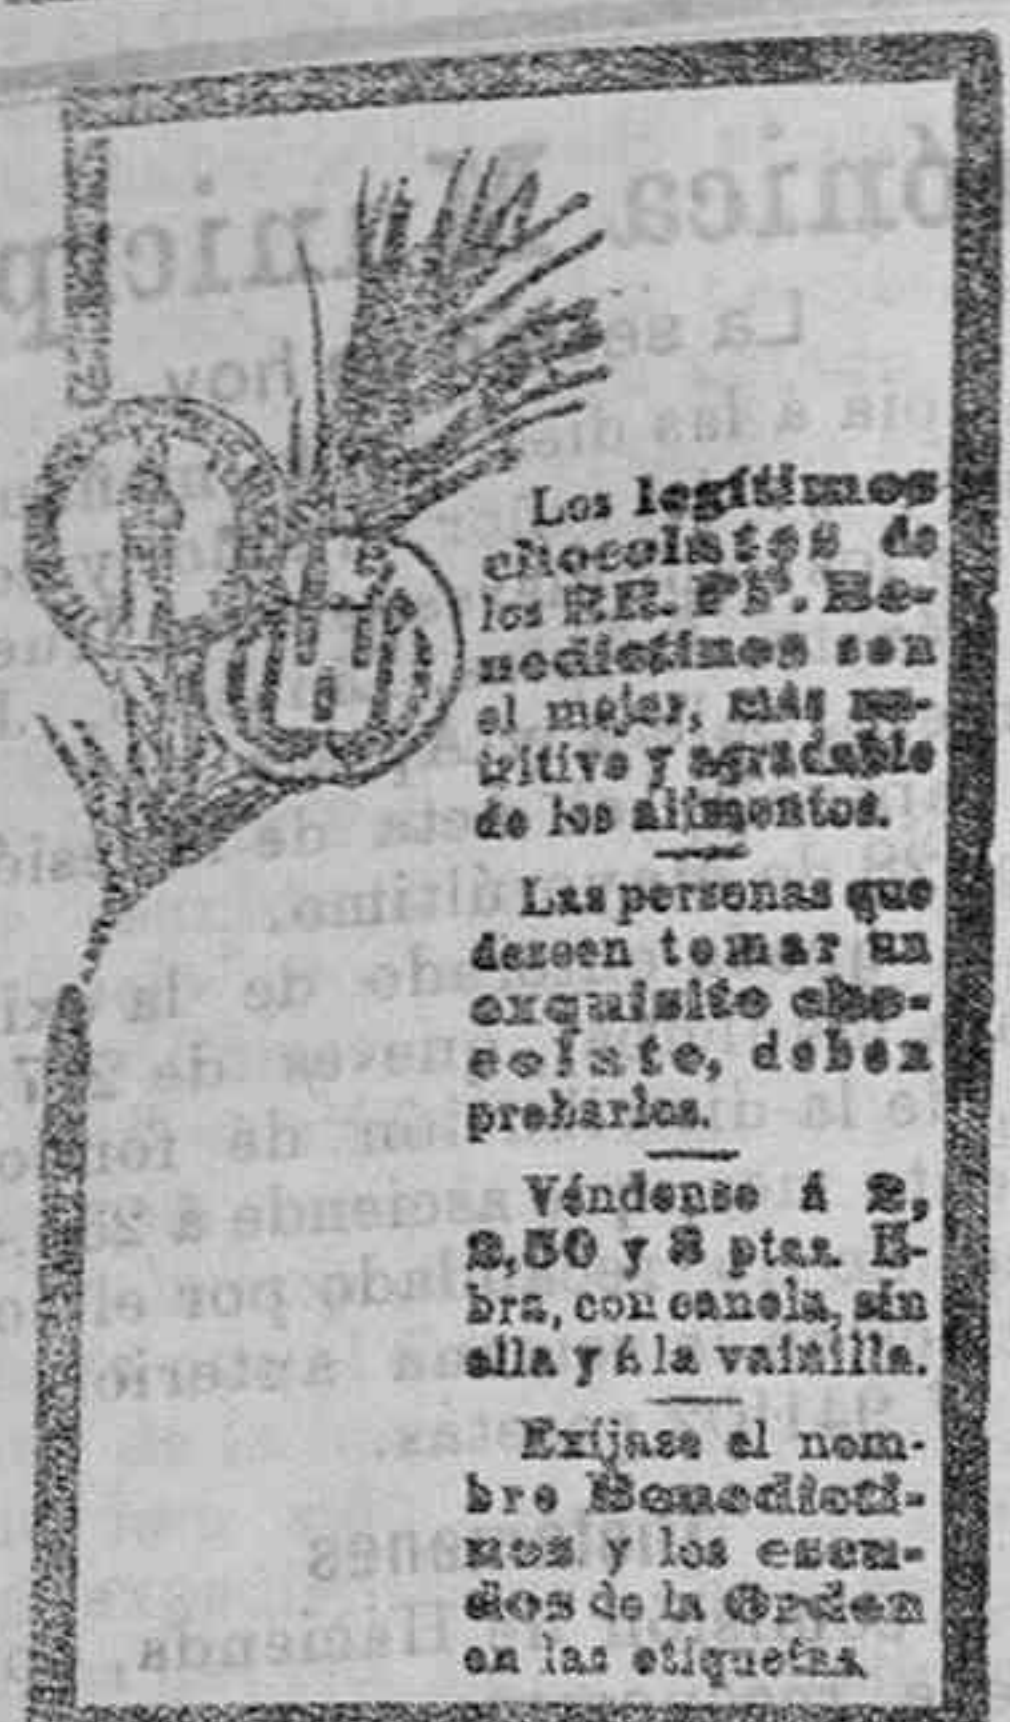 Los legítimos
chocolates de
los RR. PP. Be-
nedictinos son
el mejor, más nu-
tritivo y agradable
de los alimentos.
Las personas que
deseen tomar un
exquisito cho-
colate, deben
probarlos.
Véndense á 2,
2,50 y 3 ptas. li-
bra, con canela, sin
ella y á la vainilla.
Exíjase el nom-
bre Benedicti-
nos y los escu-
dos de la Orden
en las etiquetas